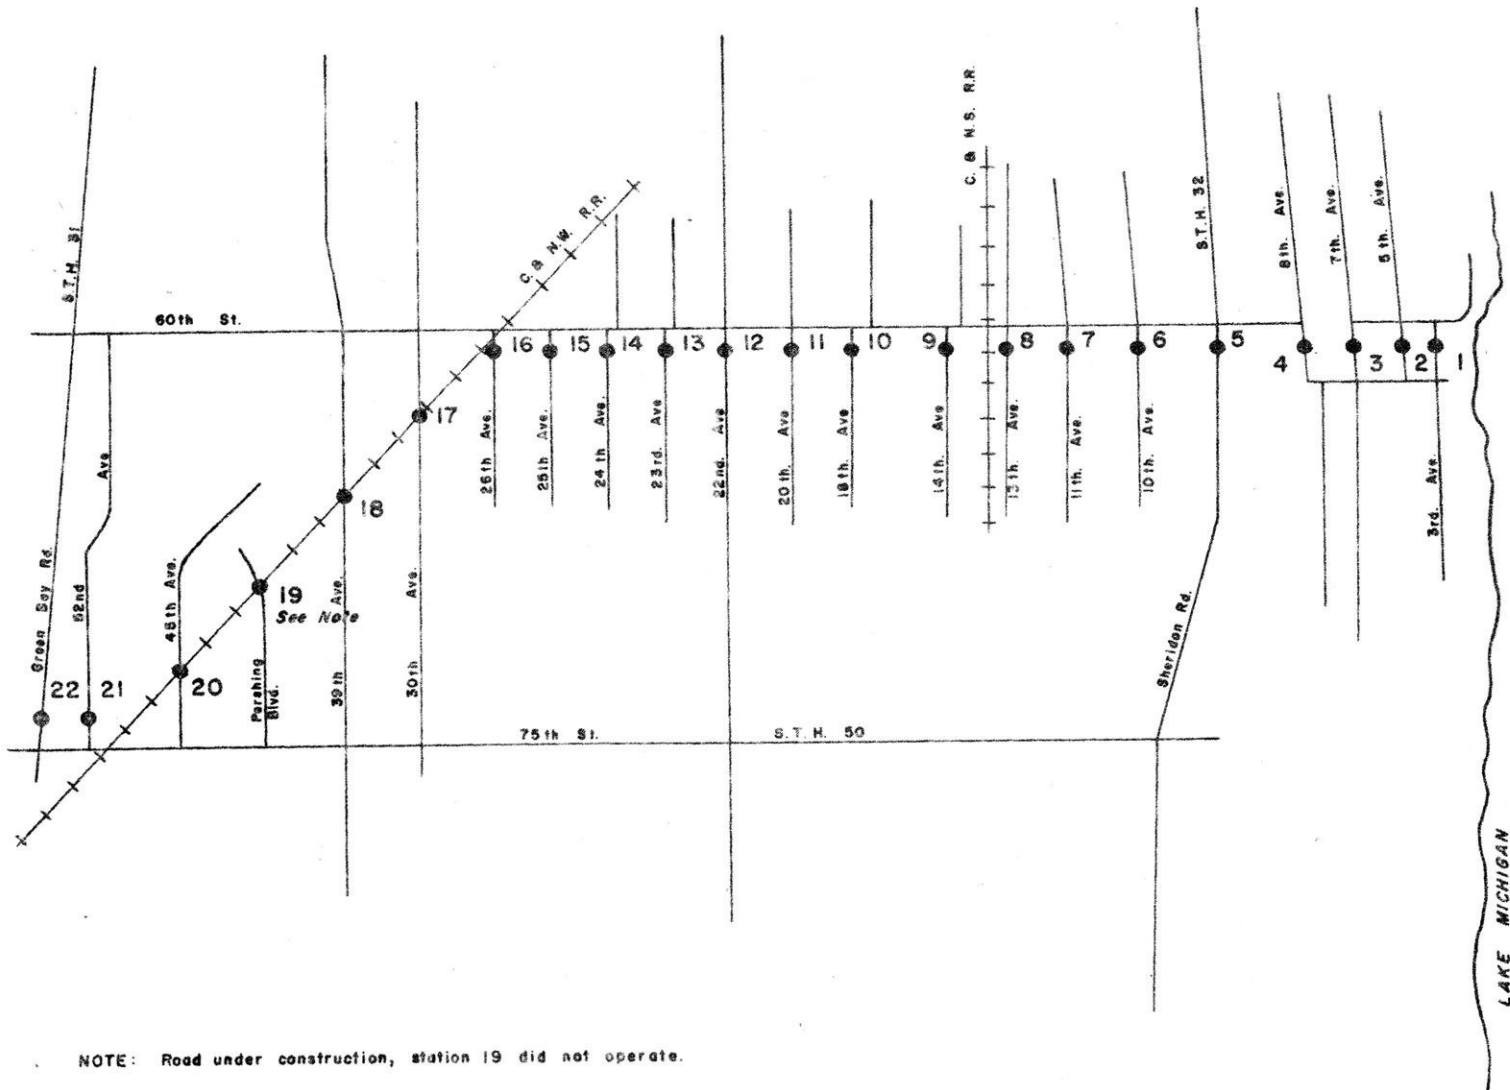 S.T.H. 31
60th St.
C. & N.W. R.R.
C. & N.S. R.R.
S.T.H. 32
8th. Ave.
7th. Ave.
5th. Ave.
16
15
14
13
12
11
10
9
8
7
6
5
4
3
2
1
17
18
19
See Note
20
21
22
Green Bay Rd.
52nd
Ave
48th Ave.
Pershing
Blvd.
39th Ave.
30th Ave.
26th Ave.
25th Ave.
24th Ave.
23rd. Ave
22nd. Ave
20th. Ave
18th. Ave
14th. Ave
13th. Ave.
11th. Ave.
10th. Ave.
3rd. Ave.
Sheridan Rd.
75th St.
S.T.H. 50
LAKE MICHIGAN
NOTE: Road under construction, station 19 did not operate.